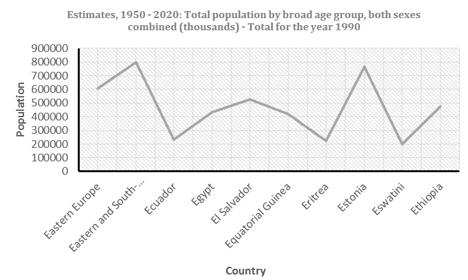 Estimates, 1950 - 2020: Total population by broad age group, both sexes
combined (thousands) - Total for the year 1990
900000
800000
700000
600000
500000
400000
300000
200000
100000
0
Population
Eastern Europe
Eastern and South-...
Ecuador
Egypt
El Salvador
Equatorial Guinea
Eritrea
Estonia
Eswatini
Ethiopia
Country